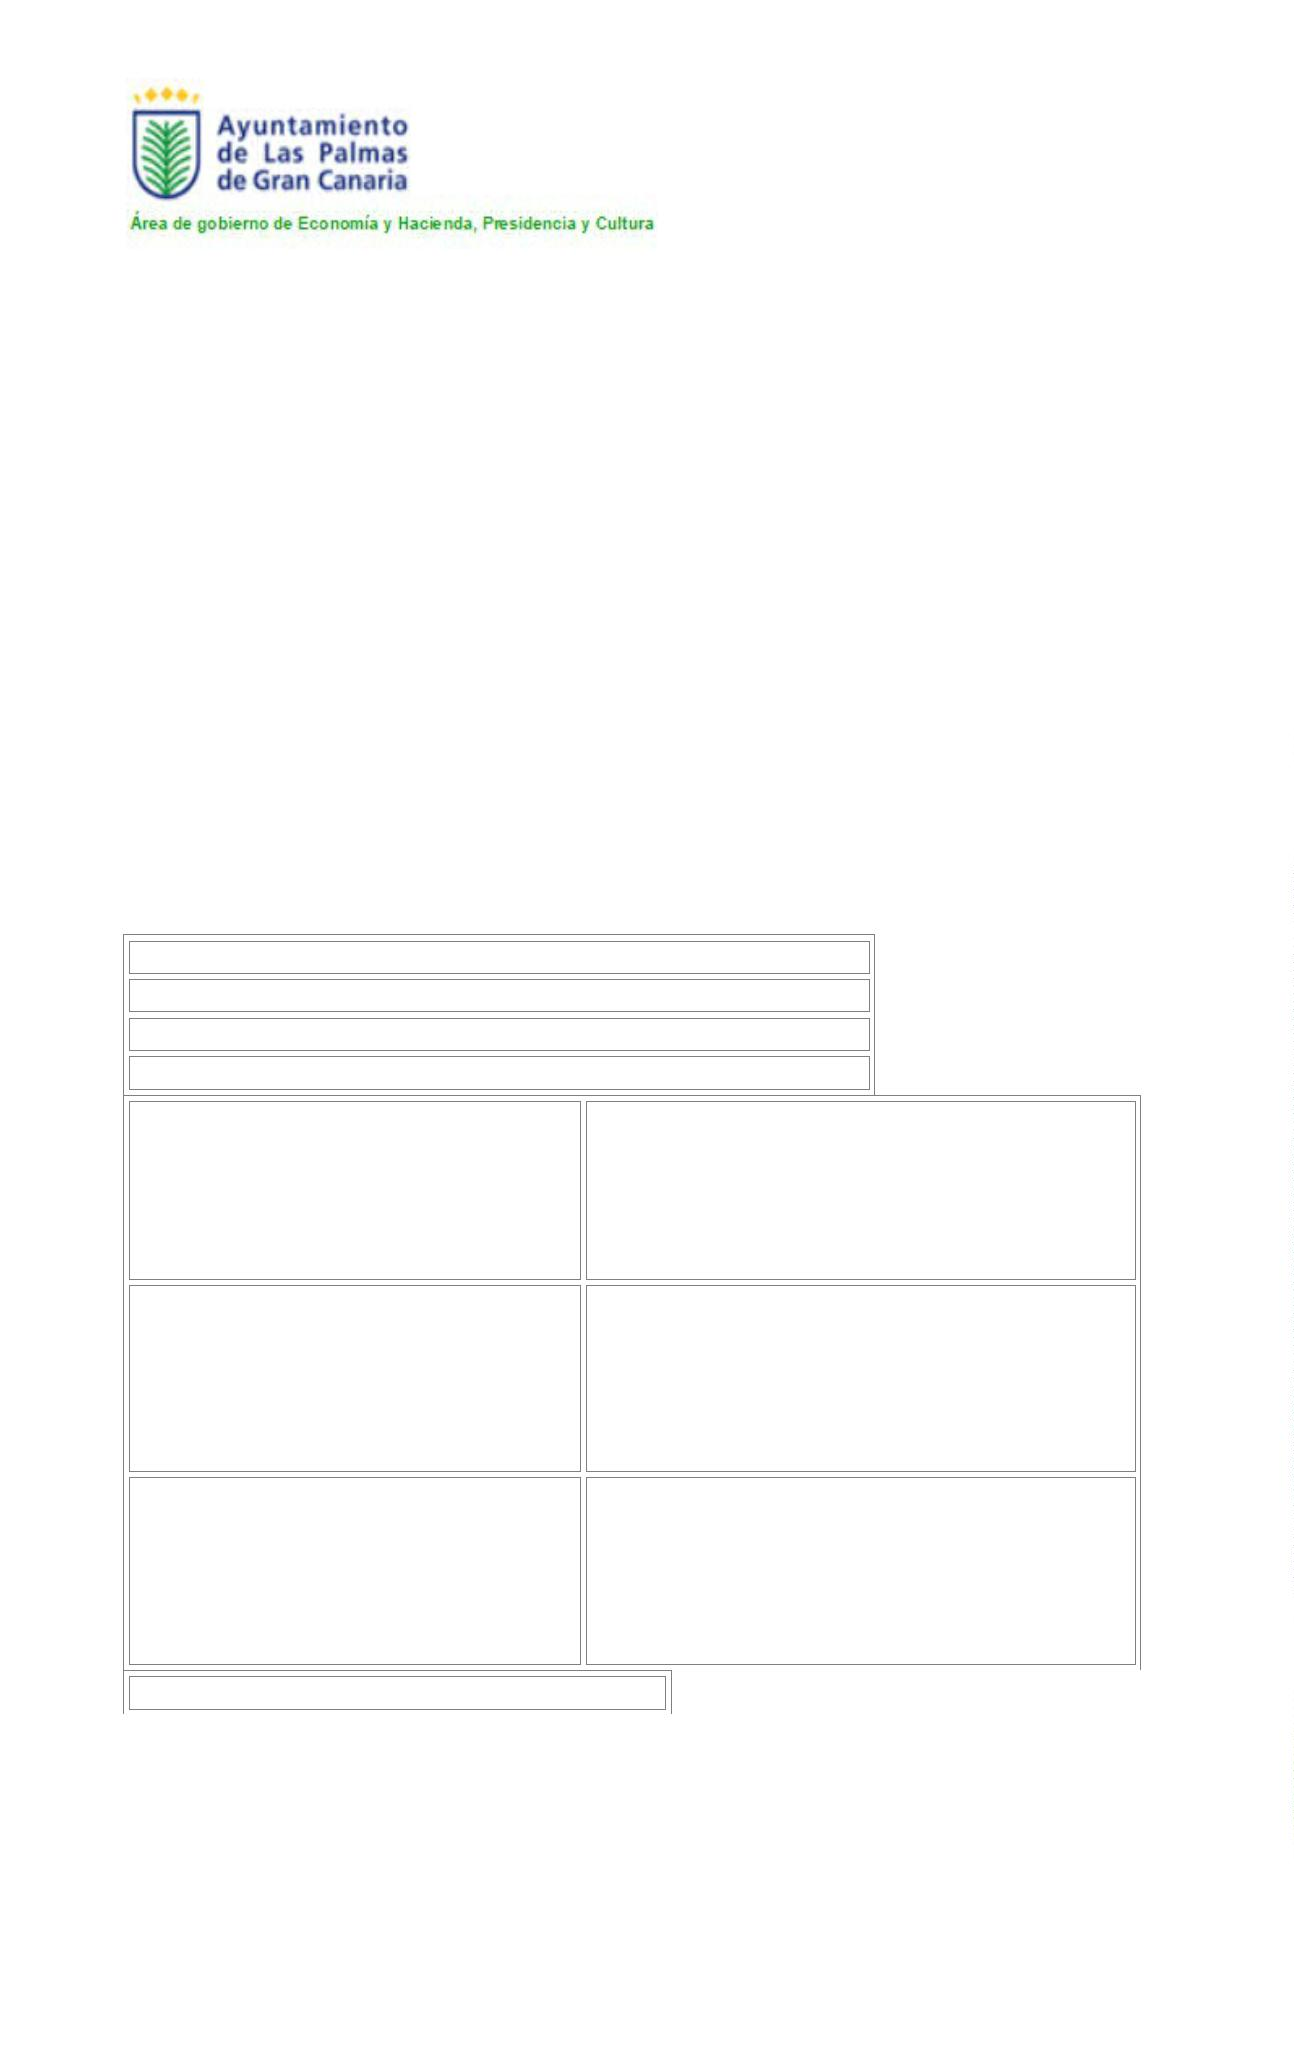 Ayuntamiento
de Las Palmas
de Gran Canaria
Área de gobierno de Economía y Hacienda, Presidencia y Cultura